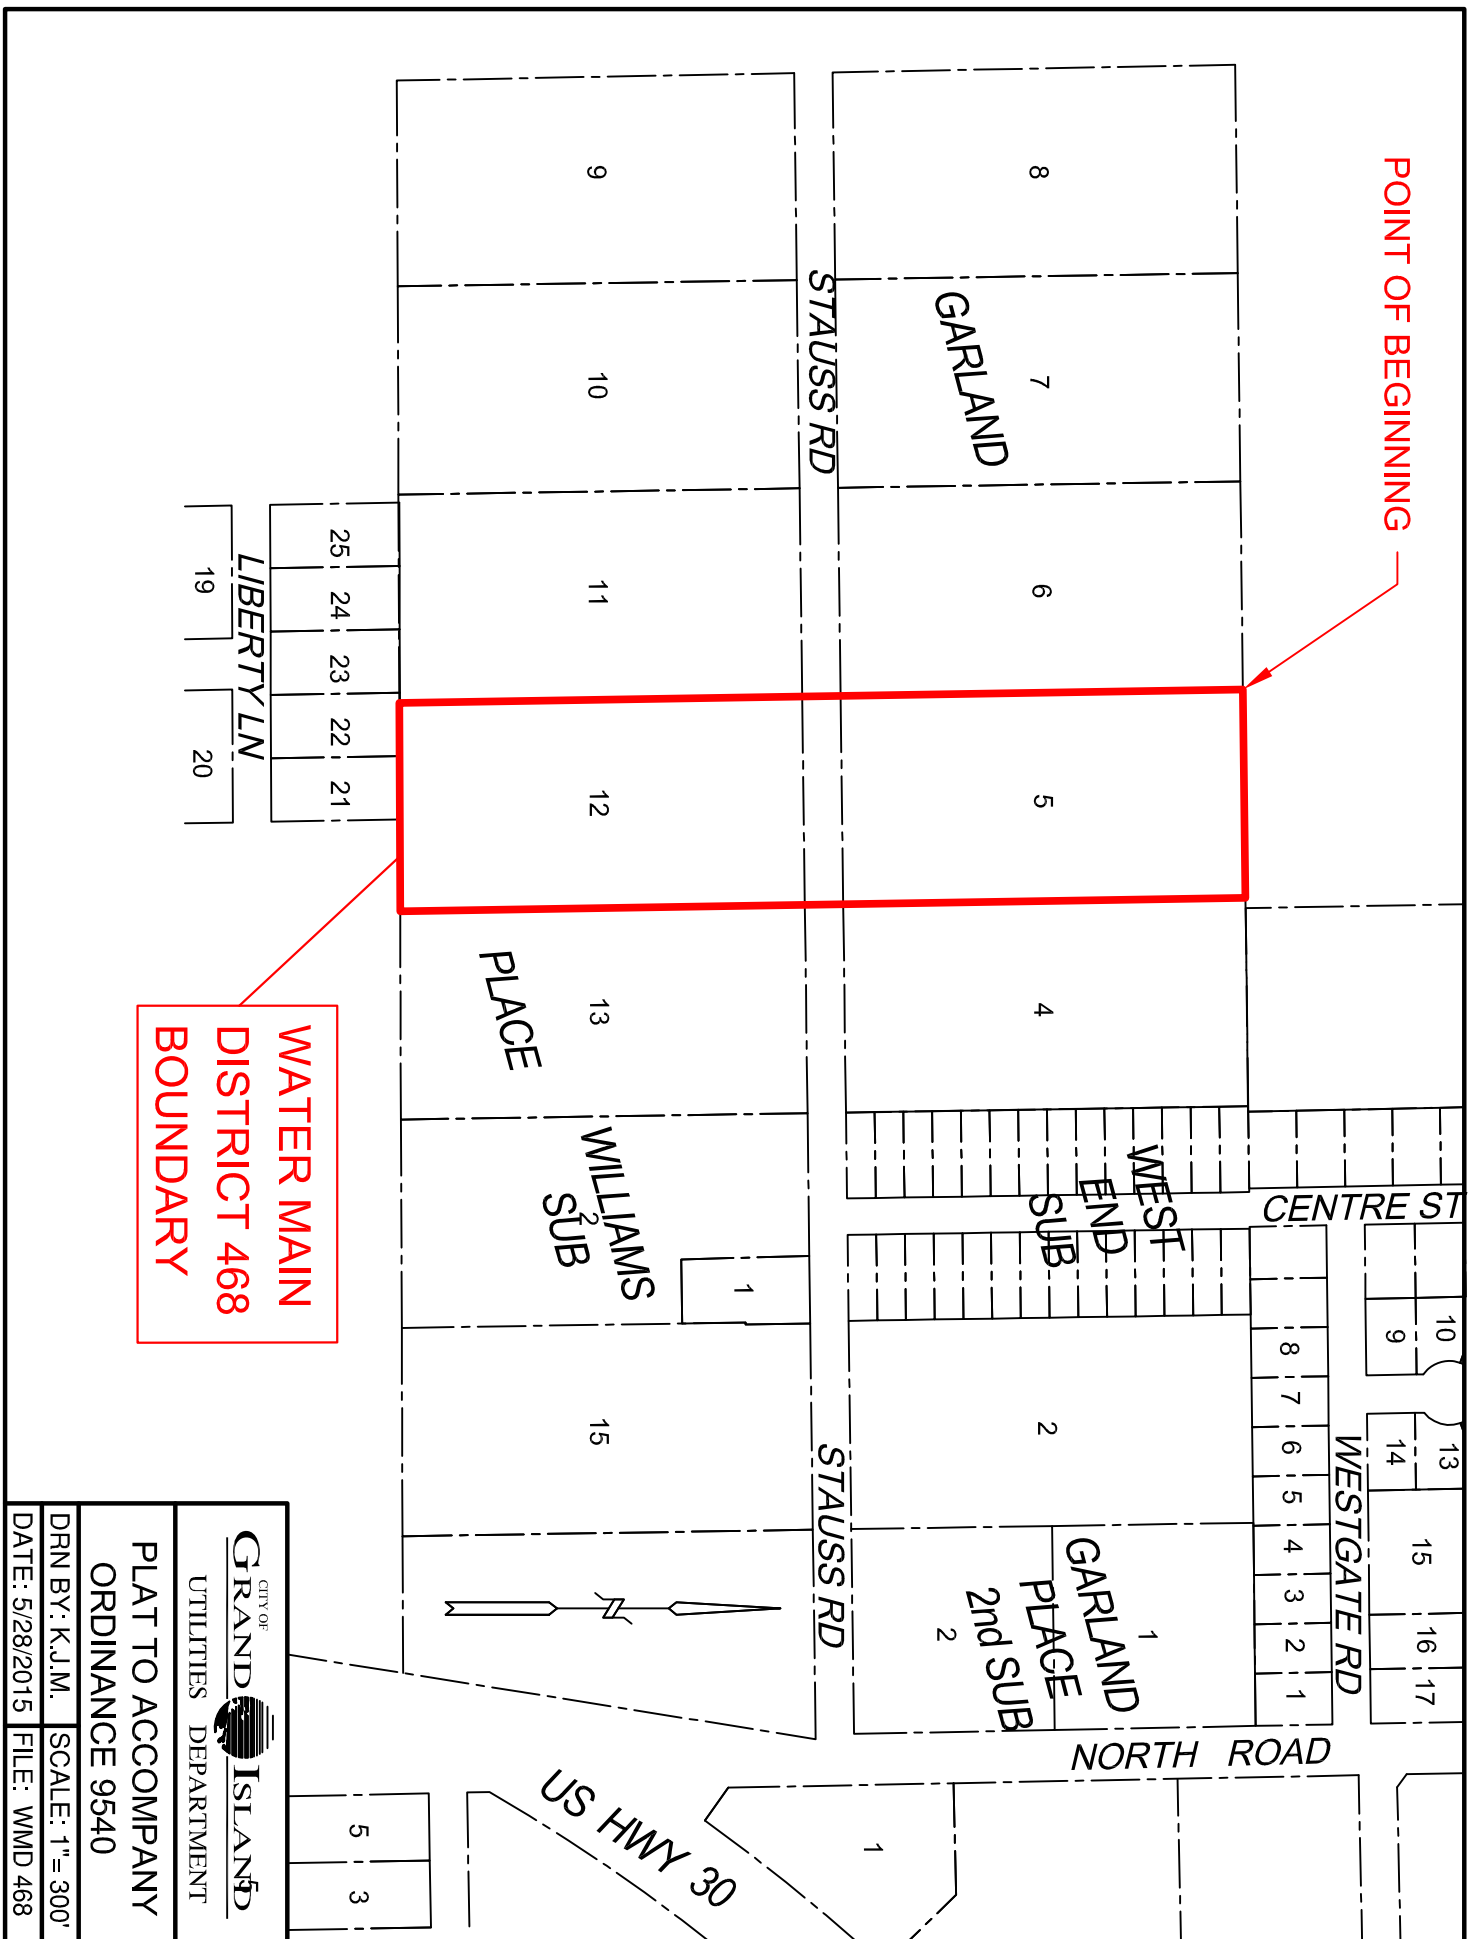 POINT OF BEGINNING
8
7
6
5
4
GARLAND
STAUSS RD
9
10
11
12
13
PLACE
25
24
23
22
21
LIBERTY LN
19
20
WATER MAIN
DISTRICT 468
BOUNDARY
WILLIAMS
2
SUB
1
15
WEST
END
SUB
CENTRE ST
10
9
13
14
15
16
17
8
7
6
5
4
3
2
1
WESTGATE RD
2
STAUSS RD
GARLAND
PLACE
2nd SUB
1
2
NORTH ROAD
US HWY 30
1
5
3
5
CITY OF
GRAND ISLAND
UTILITIES DEPARTMENT
PLAT TO ACCOMPANY
ORDINANCE 9540
DRN BY: K.J.M.
SCALE: 1"= 300'
DATE: 5/28/2015
FILE: WMD 468